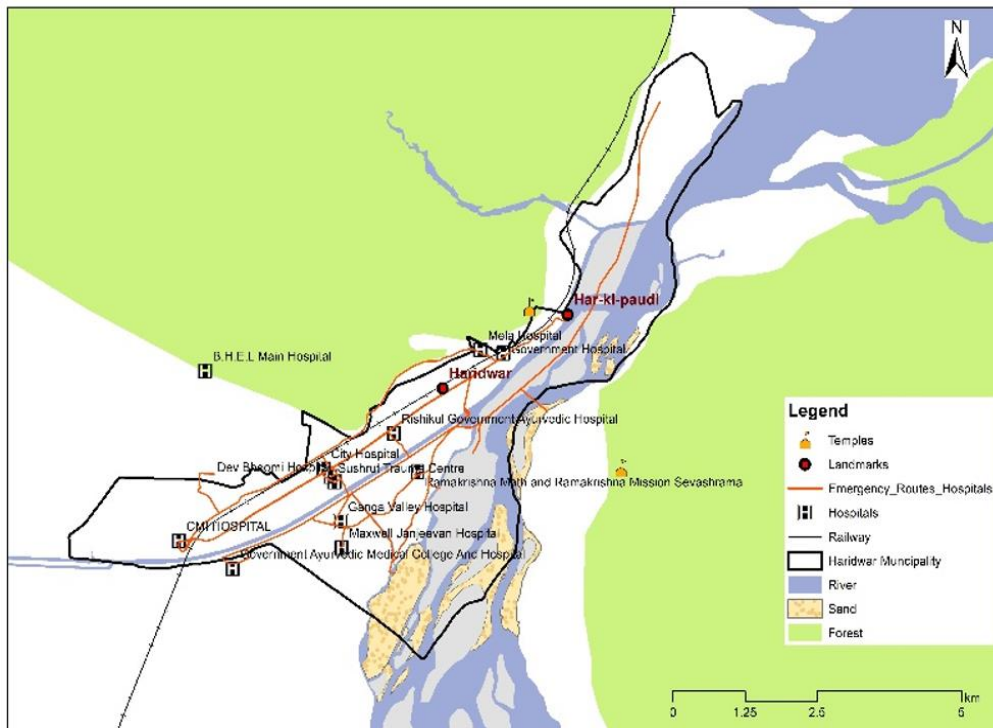 N
Har-ki-paudi
Mela Hospital
Government Hospital
B.H.E.L Main Hospital
Haridwar
Rishikul Government Ayurvedic Hospital
City Hospital
Dev Bhoomi Hospital
Sushrut Trauma Centre
Ramakrishna Math and Ramakrishna Mission Sevashrama
Ganga Valley Hospital
CMI HOSPITAL
Maxwell Janjeevan Hospital
Government Ayurvedic Medical College And Hospital
Legend
Temples
Landmarks
Emergency_Routes_Hospitals
Hospitals
Railway
Haridwar Muncipality
River
Sand
Forest
km
0 1.25 2.5 5